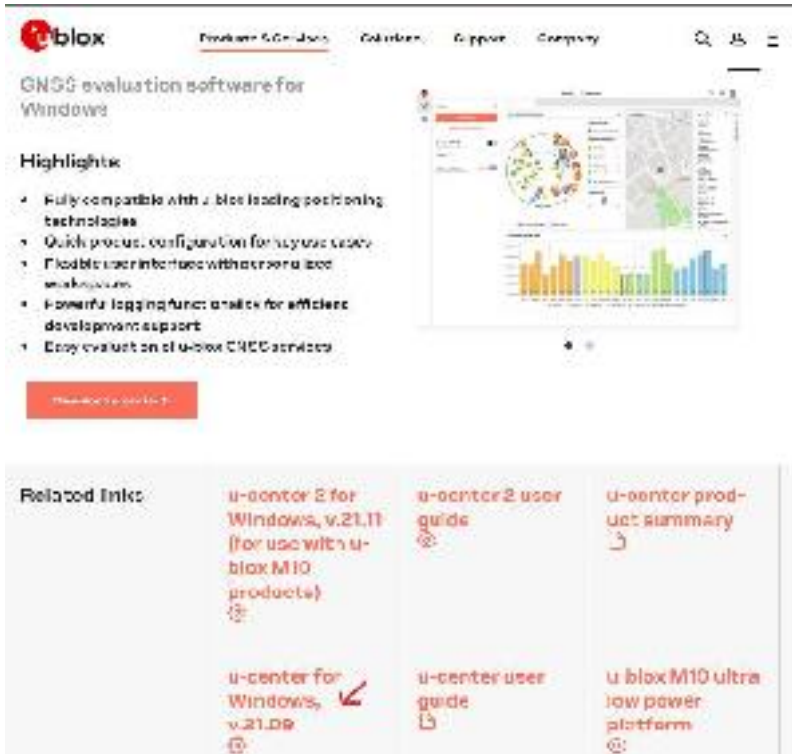 ublox
Products & Services Solutions Support Company
GNSS evaluation software for
Windows
Highlights
• Fully compatible with u-blox leading positioning
technologies
• Quick product configuration for key use cases
• Flexible user interface with personalized
workspaces
• Powerful logging functionality for efficient
development support
• Easy evaluation of u-blox GNSS services
Related links
u-center 2 for
Windows, v.21.11
(for use with u-
blox M10
products)
u-center 2 user
guide
u-center prod-
uct summary
u-center for
Windows,
v.21.09
u-center user
guide
u-blox M10 ultra
low power
platform